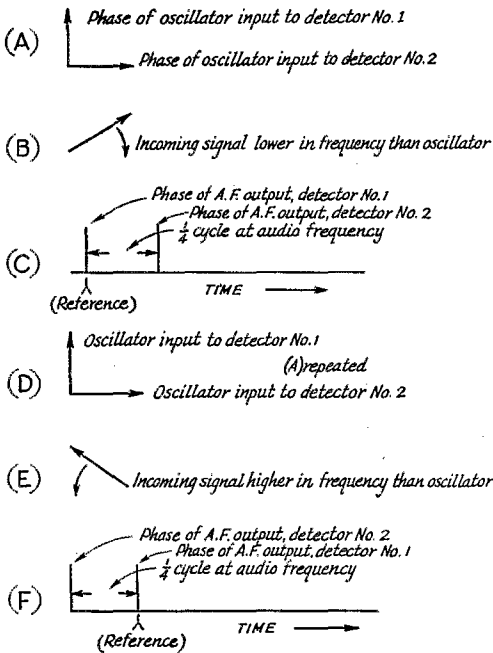 (A)
Phase of oscillator input to detector No.1
Phase of oscillator input to detector No.2
(B)
Incoming signal lower in frequency than oscillator
(C)
Phase of A.F. output, detector No.1
Phase of A.F. output, detector No. 2
1/4 cycle at audio frequency
(Reference)
TIME
(D)
Oscillator input to detector No.1
(A) repeated
Oscillator input to detector No. 2
(E)
Incoming signal higher in frequency than oscillator
(F)
Phase of A.F. output, detector No. 2
Phase of A.F. output, detector No. 1
1/4 cycle at audio frequency
(Reference)
TIME